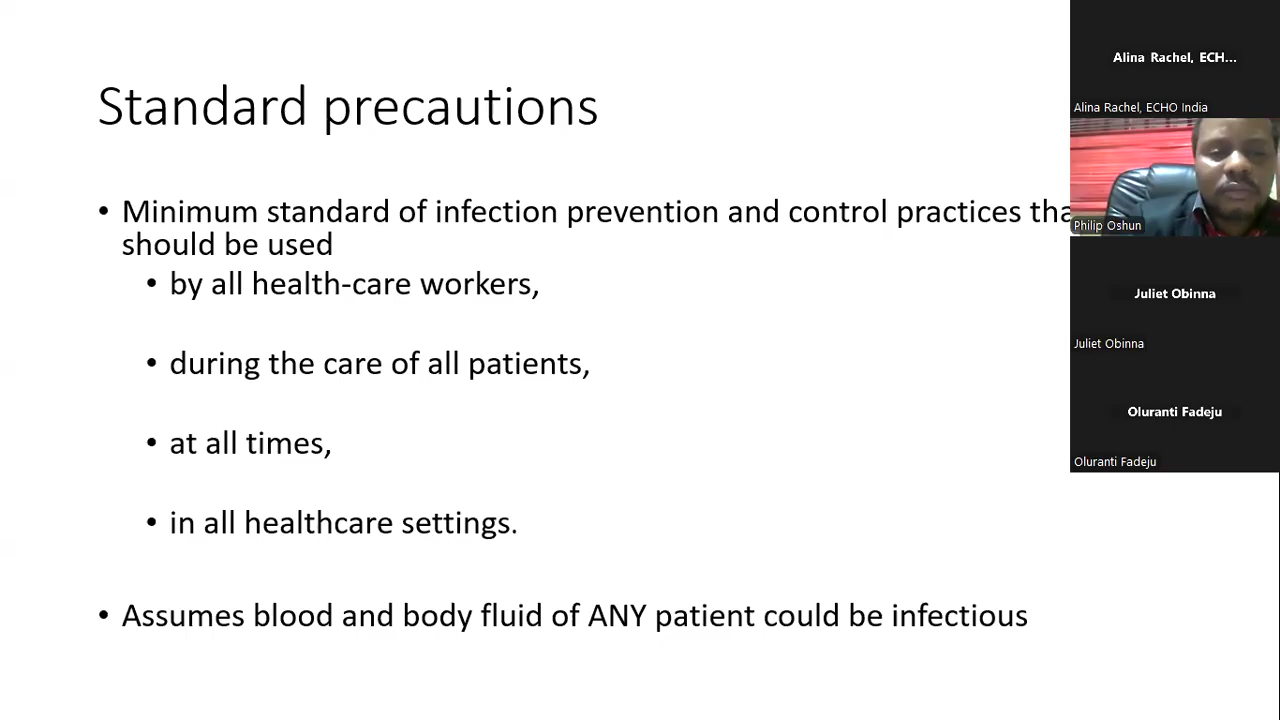 Standard precautions
• Minimum standard of infection prevention and control practices
should be used
• by all health-care workers,
• during the care of all patients,
• at all times,
• in all healthcare settings.
• Assumes blood and body fluid of ANY patient could be infectious
Alina Rachel, ECH...
Alina Rachel, ECHO India
Philip Oshun
Juliet Obinna
Juliet Obinna
Oluranti Fadeju
Oluranti Fadeju